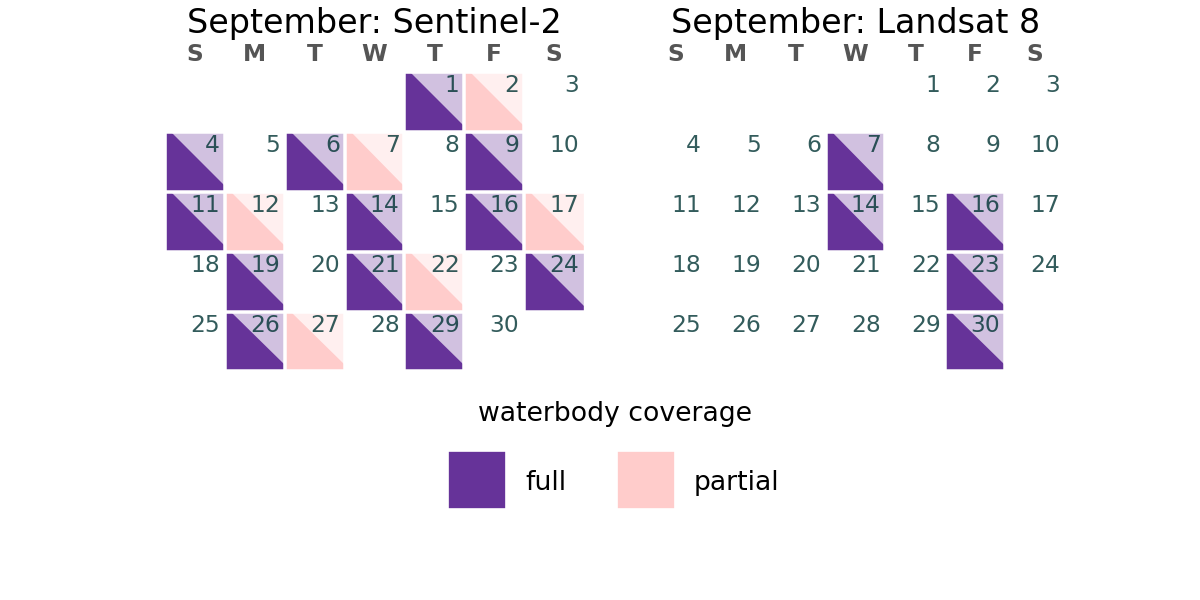 September: Sentinel-2
S M T W T F S
1 2 3
4 5 6 7 8 9 10
11 12 13 14 15 16 17
18 19 20 21 22 23 24
25 26 27 28 29 30
September: Landsat 8
S M T W T F S
1 2 3
4 5 6 7 8 9 10
11 12 13 14 15 16 17
18 19 20 21 22 23 24
25 26 27 28 29 30
waterbody coverage
full
partial